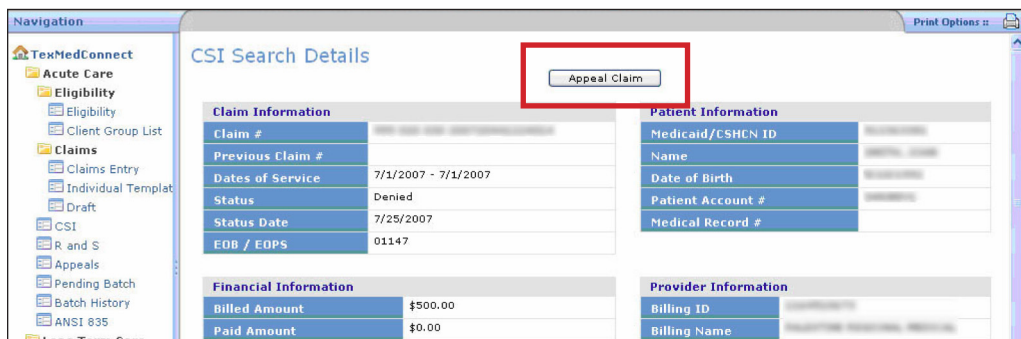 Navigation
Print Options ::
TexMedConnect
Acute Care
Eligibility
Eligibility
Client Group List
Claims
Claims Entry
Individual Templat
Draft
CSI
R and S
Appeals
Pending Batch
Batch History
ANSI 835
CSI Search Details
Appeal Claim
Claim Information
Claim #
Previous Claim #
Dates of Service 7/1/2007 - 7/1/2007
Status Denied
Status Date 7/25/2007
EOB / EOPS 01147
Patient Information
Medicaid/CSHCN ID
Name
Date of Birth
Patient Account #
Medical Record #
Financial Information
Billed Amount $500.00
Paid Amount $0.00
Provider Information
Billing ID
Billing Name